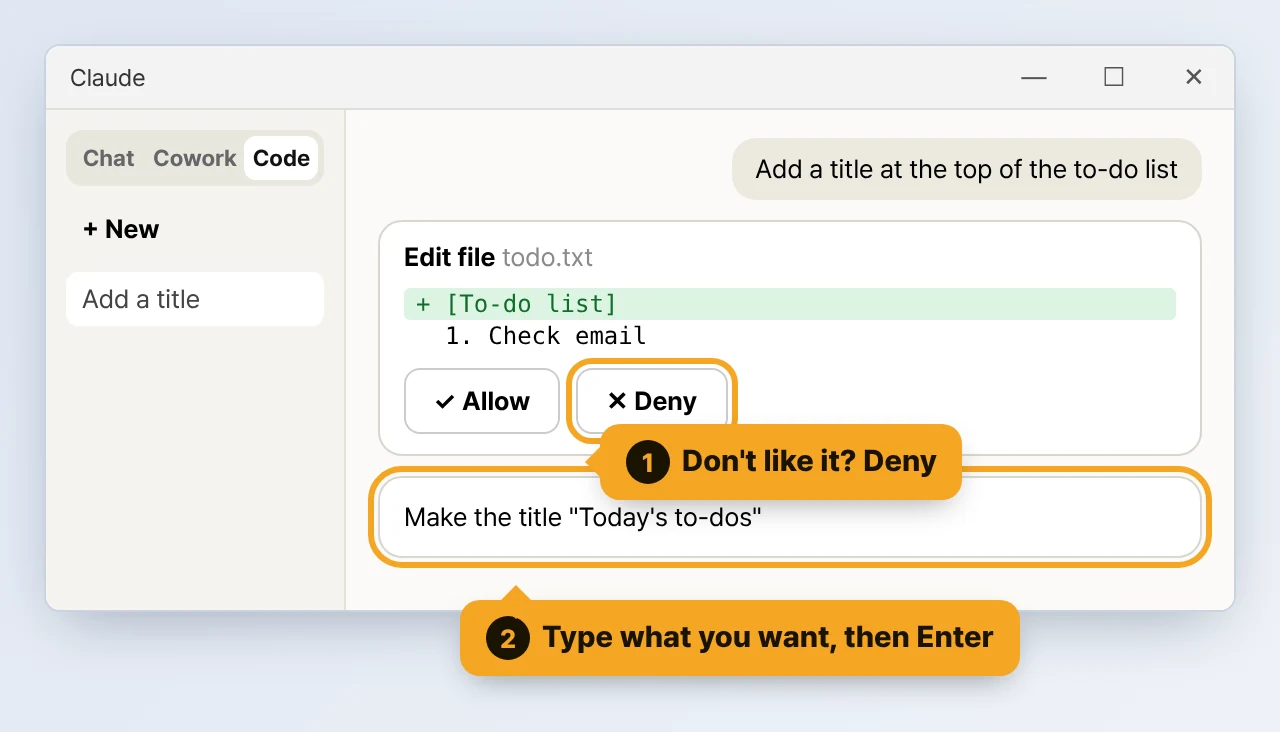 Claude
Chat Cowork Code
+ New
Add a title
Add a title at the top of the to-do list
Edit file todo.txt
+ [To-do list]
1. Check email
✓ Allow
✕ Deny
1 Don't like it? Deny
Make the title "Today's to-dos"
2 Type what you want, then Enter